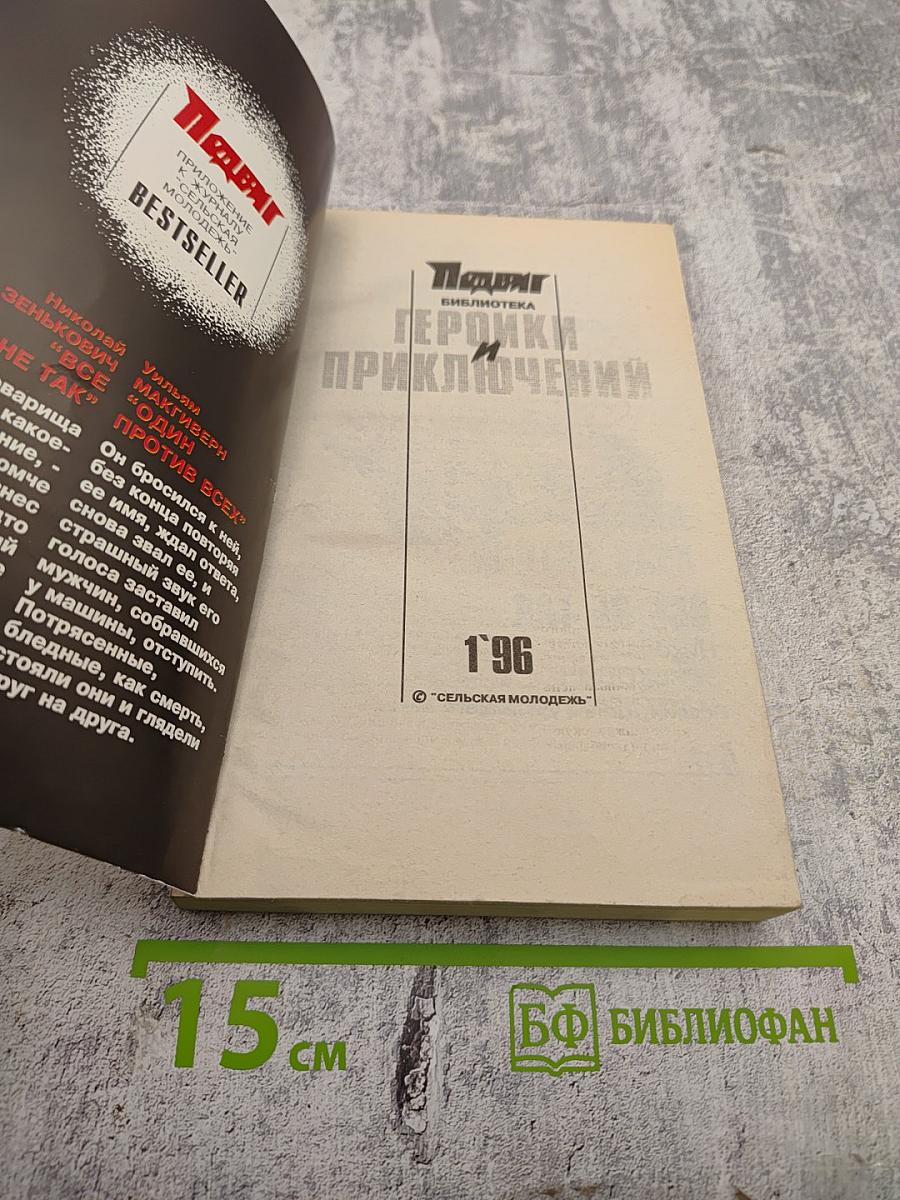 Подвиг
ПРИЛОЖЕНИЕ
К ЖУРНАЛУ
"СЕЛЬСКАЯ
МОЛОДЕЖЬ"
BESTSELLER
Николай
ЗЕНЬКОВИЧ
"ВСЕ
НЕ ТАК"
какое-
Уильям
МАКГИВЕРН
"ОДИН
ПРОТИВ ВСЕХ"
Он бросился к ней,
без конца повторяя
ее имя, ждал ответа,
снова звал ее, и
страшный звук его
голоса заставил
мужчин, собравшихся
у машины, отступить.
Потрясенные,
бледные, как смерть,
стояли они и глядели
друг на друга.
Подвиг
БИБЛИОТЕКА
ГЕРОИКИ
И
ПРИКЛЮЧЕНИЙ
1`96
© "СЕЛЬСКАЯ МОЛОДЕЖЬ"
15 см
БФ БИБЛИОФАН